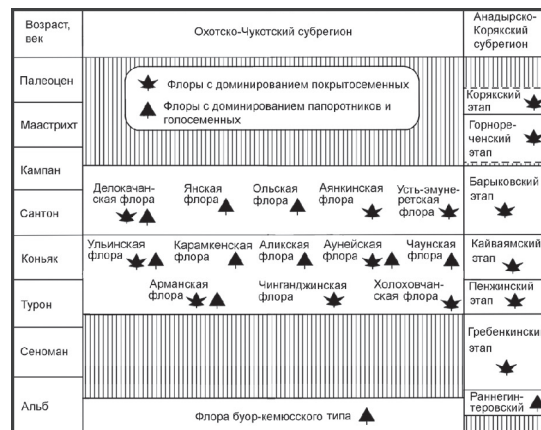 Возраст,
век
Охотско-Чукотский субрегион
Анадырско-
Корякский
субрегион
Палеоцен
Флоры с доминированием покрытосеменных
Флоры с доминированием папоротников и
голосеменных
Корякский
этап
Маастрихт
Горноре-
ченский
этап
Кампан
Делокачан-
ская флора
Янская
флора
Ольская
флора
Аянкинская
флора
Усть-эмуне-
ретская
флора
Барыковский
этап
Сантон
Коньяк
Ульинская
флора
Карамкенская
флора
Аликская
флора
Аунейская
флора
Чаунская
флора
Кайваямский
этап
Турон
Арманская
флора
Чинганджинская
флора
Холоховчан-
ская флора
Пенжинский
этап
Сеноман
Гребенкинский
этап
Альб
Флора буор-кемюсского типа
Раннегин-
теровский